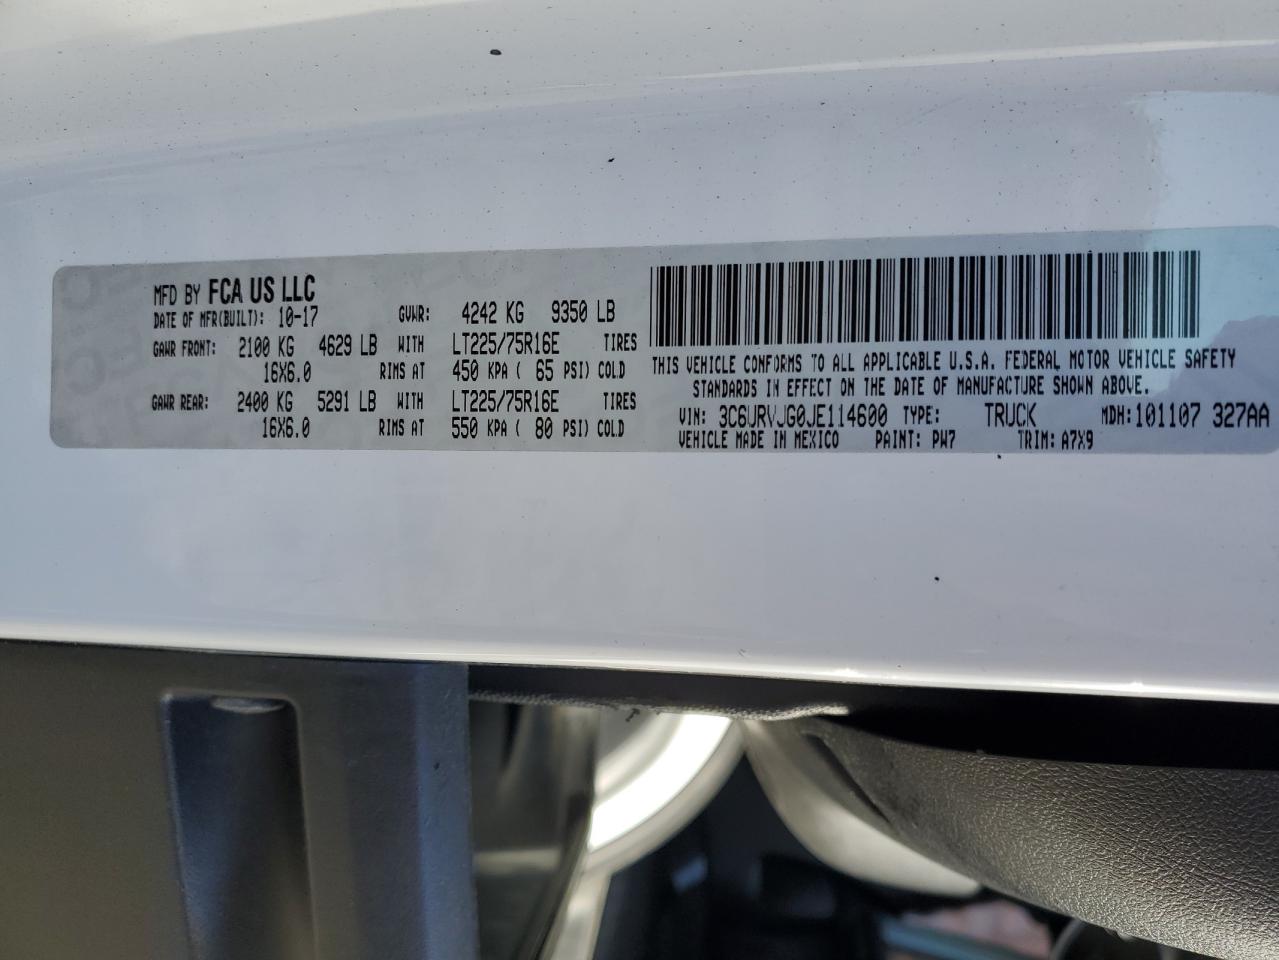 MFD BY FCA US LLC
DATE OF MFR(BUILT): 10-17 GVWR: 4242 KG 9350 LB
GAWR FRONT: 2100 KG 4629 LB WITH LT225/75R16E TIRES
16X6.0 RIMS AT 450 KPA ( 65 PSI) COLD
GAWR REAR: 2400 KG 5291 LB WITH LT225/75R16E TIRES
16X6.0 RIMS AT 550 KPA ( 80 PSI) COLD
THIS VEHICLE CONFORMS TO ALL APPLICABLE U.S.A. FEDERAL MOTOR VEHICLE SAFETY
STANDARDS IN EFFECT ON THE DATE OF MANUFACTURE SHOWN ABOVE.
VIN: 3C6URVJG0JE114600 TYPE: TRUCK MDH: 101107 327AA
VEHICLE MADE IN MEXICO PAINT: PW7 TRIM: A7X9